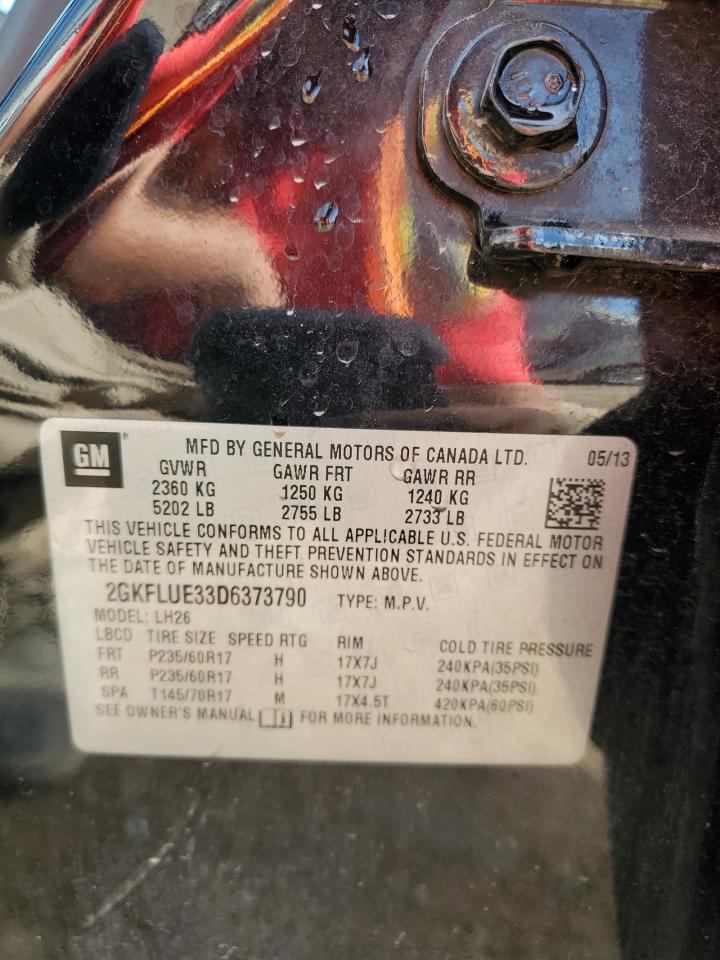 GM®
MFD BY GENERAL MOTORS OF CANADA LTD. 05/13
GVWR GAWR FRT GAWR RR
2360 KG 1250 KG 1240 KG
5202 LB 2755 LB 2733 LB
THIS VEHICLE CONFORMS TO ALL APPLICABLE U.S. FEDERAL MOTOR
VEHICLE SAFETY AND THEFT PREVENTION STANDARDS IN EFFECT ON
THE DATE OF MANUFACTURE SHOWN ABOVE.
2GKFLUE33D6373790 TYPE: M.P.V.
MODEL: LH26
LBCD TIRE SIZE SPEED RTG RIM COLD TIRE PRESSURE
FRT P235/60R17 H 17X7J 240KPA(35PSI)
RR P235/60R17 H 17X7J 240KPA(35PSI)
SPA T145/70R17 M 17X4.5T 420KPA(60PSI)
SEE OWNER'S MANUAL FOR MORE INFORMATION.